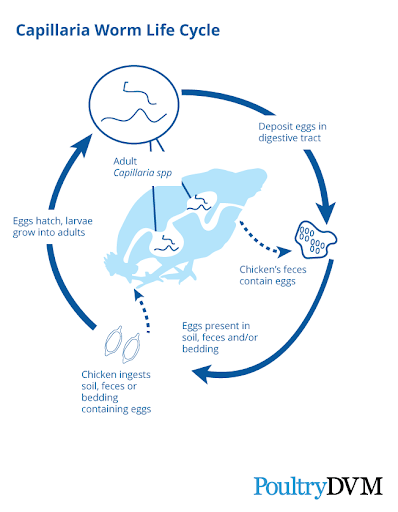 Capillaria Worm Life Cycle
Deposit eggs in
digestive tract
Adult
Capillaria spp
Eggs hatch, larvae
grow into adults
Chicken's feces
contain eggs
Eggs present in
soil, feces and/or
bedding
Chicken ingests
soil, feces or
bedding
containing eggs
PoultryDVM